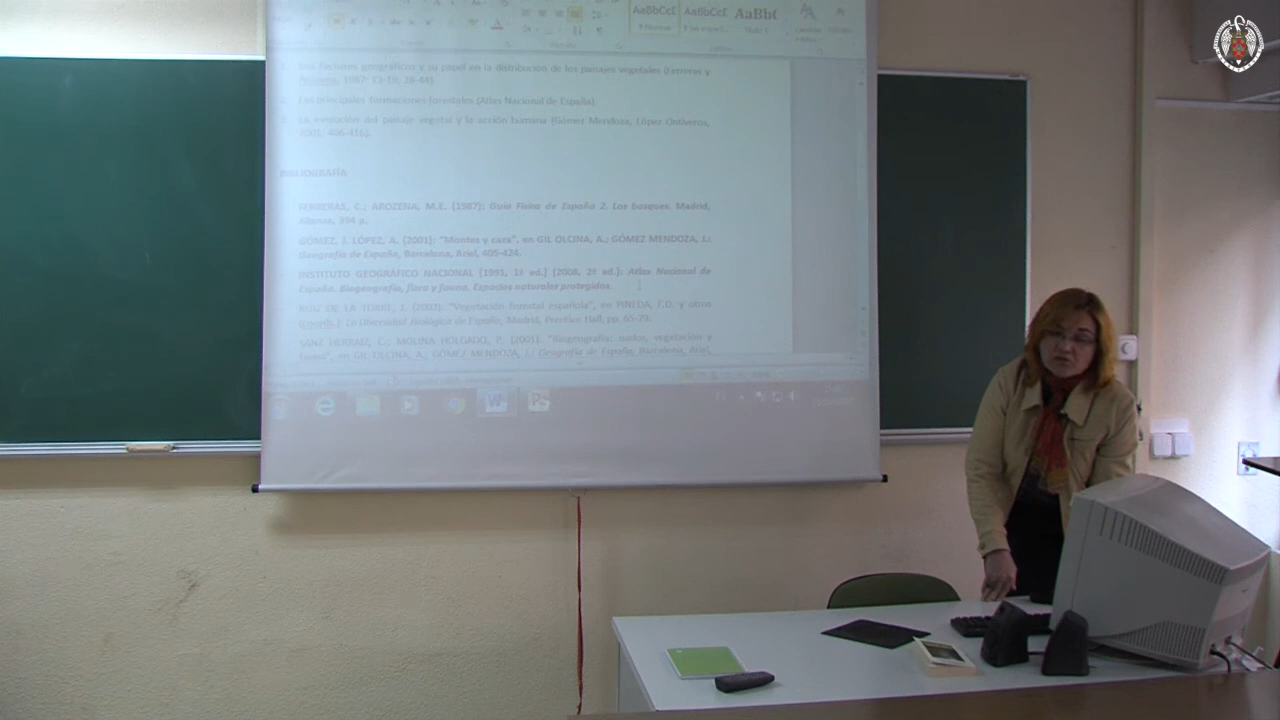 AaBbCcE AaBbCcE AaBbC
¶ Normal
Los factores geográficos y su papel en la distribución de los paisajes vegetales (Ferreras y
Arozena, 1987: 13-19; 28-44).
Las principales formaciones forestales (Atlas Nacional de España).
La evolución del paisaje vegetal y la acción humana (Gómez Mendoza, López Ontiveros,
2001: 406-416).
BIBLIOGRAFÍA
FERRERAS, C.; AROZENA, M.E. (1987): Guía Física de España 2. Los bosques. Madrid,
Alianza, 394 p.
GÓMEZ, J. LÓPEZ, A. (2001): "Montes y caza", en GIL OLCINA, A.; GÓMEZ MENDOZA, J.:
Geografía de España, Barcelona, Ariel, 405-424.
INSTITUTO GEOGRÁFICO NACIONAL (1991, 1ª ed.) (2008, 2ª ed.): Atlas Nacional de
España. Biogeografía, flora y fauna. Espacios naturales protegidos.
RUIZ DE LA TORRE, J. (2002): "Vegetación forestal española", en PINEDA, F.D. y otro
(coords.): La Diversidad Biológica de España, Madrid, Prentice Hall, pp. 65-79.
SANZ HERRAIZ, C.; MOLINA HOLGADO, P. (2001): "Biogeografía: suelos, vegetación y
fauna", en GIL OLCINA, A.; GÓMEZ MENDOZA, J.: Geografía de España, Barcelona, Ariel,